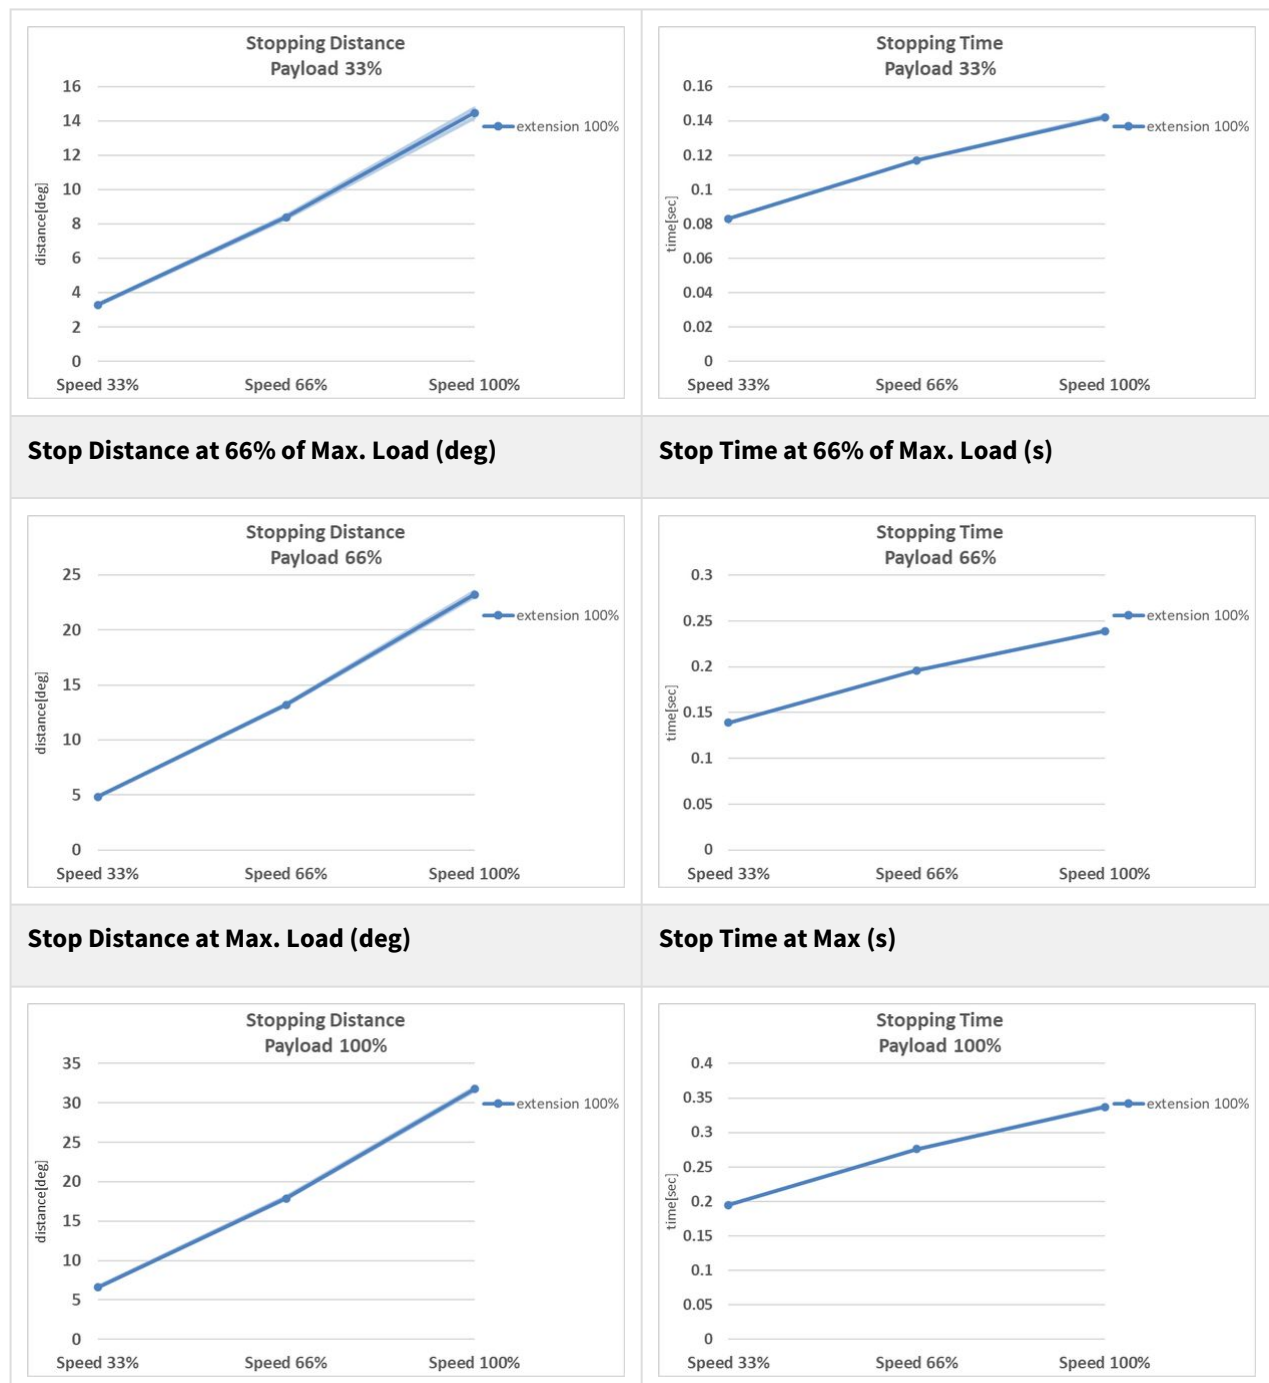 Stopping Distance
Payload 33%
16
14
12
10
8
6
4
2
0
distance[deg]
Speed 33%
Speed 66%
Speed 100%
extension 100%
Stopping Time
Payload 33%
0.16
0.14
0.12
0.1
0.08
0.06
0.04
0.02
0
time[sec]
Speed 33%
Speed 66%
Speed 100%
extension 100%
Stop Distance at 66% of Max. Load (deg)
Stop Time at 66% of Max. Load (s)
Stopping Distance
Payload 66%
25
20
15
10
5
0
distance[deg]
Speed 33%
Speed 66%
Speed 100%
extension 100%
Stopping Time
Payload 66%
0.3
0.25
0.2
0.15
0.1
0.05
0
time[sec]
Speed 33%
Speed 66%
Speed 100%
extension 100%
Stop Distance at Max. Load (deg)
Stop Time at Max (s)
Stopping Distance
Payload 100%
35
30
25
20
15
10
5
0
distance[deg]
Speed 33%
Speed 66%
Speed 100%
extension 100%
Stopping Time
Payload 100%
0.4
0.35
0.3
0.25
0.2
0.15
0.1
0.05
0
time[sec]
Speed 33%
Speed 66%
Speed 100%
extension 100%